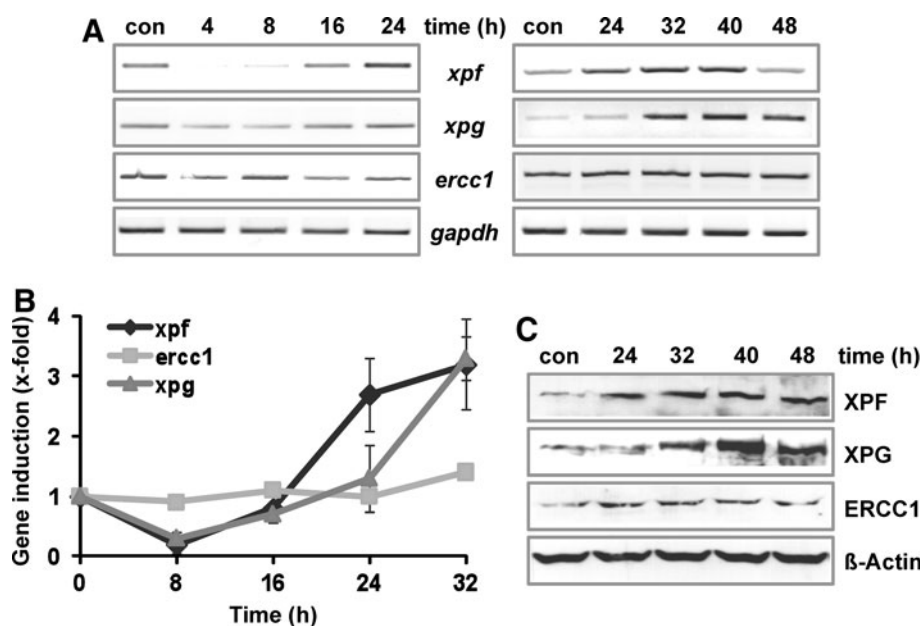 A
con 4 8 16 24 time (h) con 24 32 40 48
xpf
xpg
ercc1
gapdh
B
Gene induction (x-fold)
4
3
2
1
0
xpf
ercc1
xpg
0 8 16 24 32
Time (h)
C
con 24 32 40 48 time (h)
XPF
XPG
ERCC1
ß-Actin